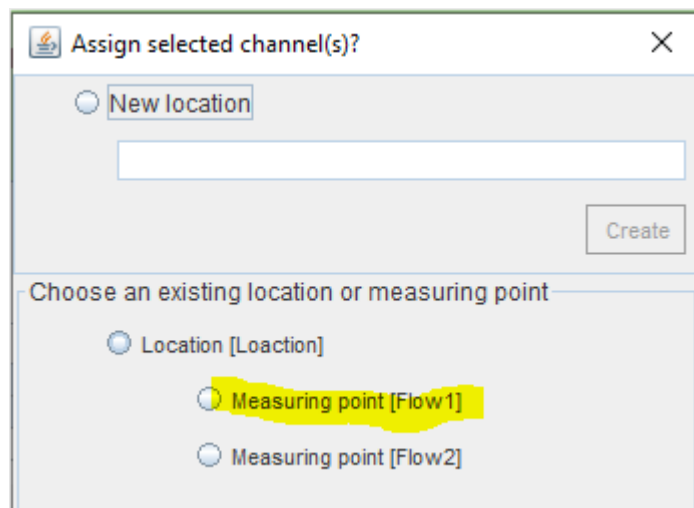 Assign selected channel(s)?
New location
Create
Choose an existing location or measuring point
Location [Loaction]
Measuring point [Flow1]
Measuring point [Flow2]